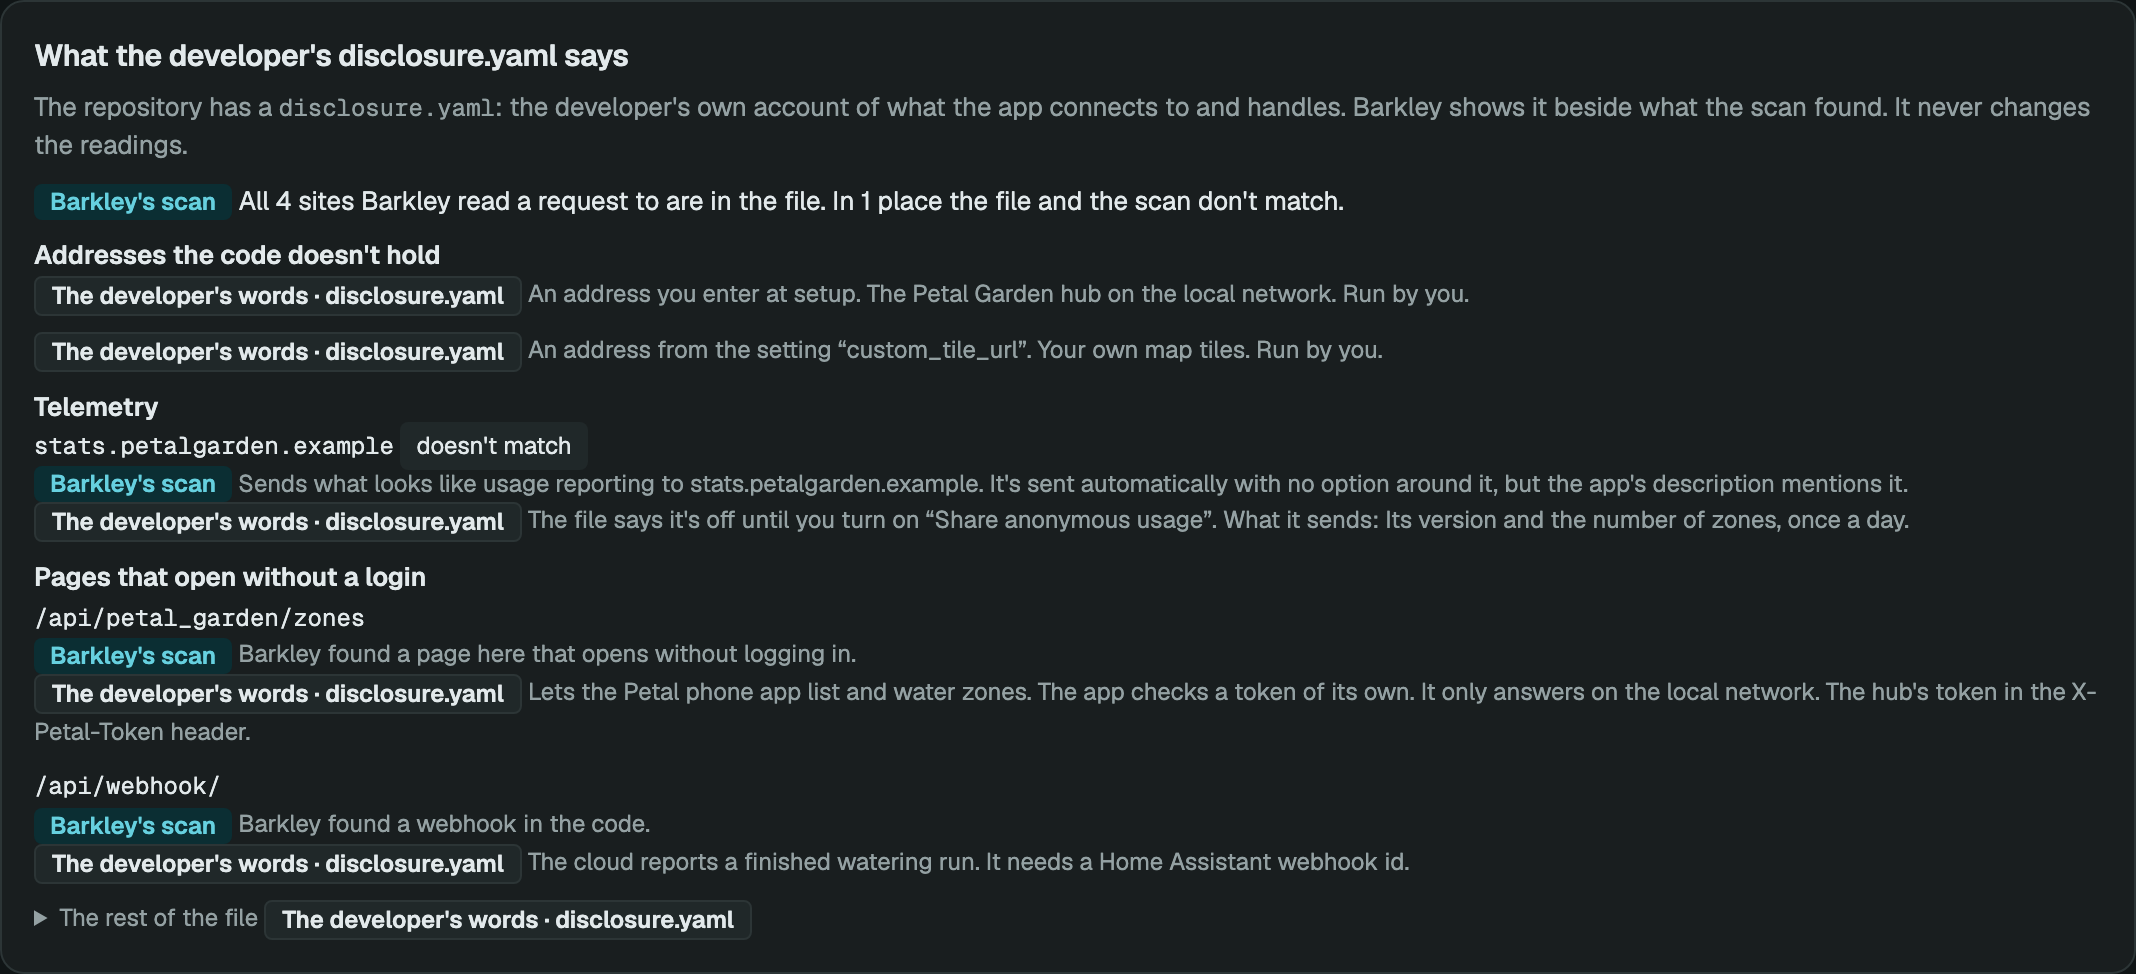 What the developer's disclosure.yaml says
The repository has a disclosure.yaml: the developer's own account of what the app connects to and handles. Barkley shows it beside what the scan found. It never changes
the readings.
Barkley's scan All 4 sites Barkley read a request to are in the file. In 1 place the file and the scan don't match.
Addresses the code doesn't hold
The developer's words · disclosure.yaml An address you enter at setup. The Petal Garden hub on the local network. Run by you.
The developer's words · disclosure.yaml An address from the setting “custom_tile_url”. Your own map tiles. Run by you.
Telemetry
stats.petalgarden.example doesn't match
Barkley's scan Sends what looks like usage reporting to stats.petalgarden.example. It's sent automatically with no option around it, but the app's description mentions it.
The developer's words · disclosure.yaml The file says it's off until you turn on “Share anonymous usage”. What it sends: Its version and the number of zones, once a day.
Pages that open without a login
/api/petal_garden/zones
Barkley's scan Barkley found a page here that opens without logging in.
The developer's words · disclosure.yaml Lets the Petal phone app list and water zones. The app checks a token of its own. It only answers on the local network. The hub's token in the X-
Petal-Token header.
/api/webhook/
Barkley's scan Barkley found a webhook in the code.
The developer's words · disclosure.yaml The cloud reports a finished watering run. It needs a Home Assistant webhook id.
▶ The rest of the file The developer's words · disclosure.yaml